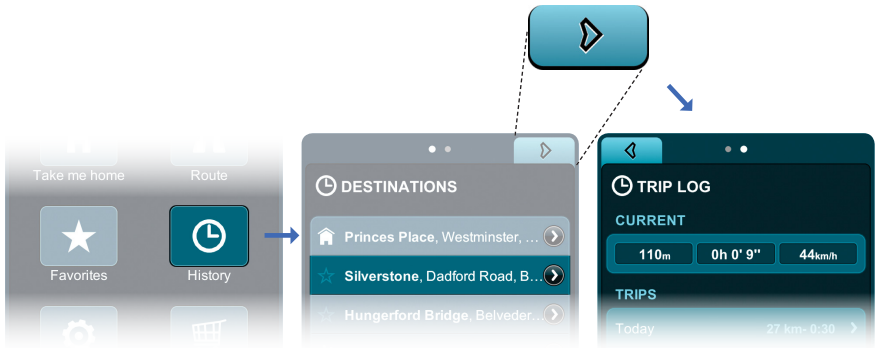 Take me home
Route
Favorites
History
DESTINATIONS
Princes Place, Westminster, ...
Silverstone, Dadford Road, B...
Hungerford Bridge, Belveder...
TRIP LOG
CURRENT
110m
0h 0' 9"
44km/h
TRIPS
Today
27 km- 0:30